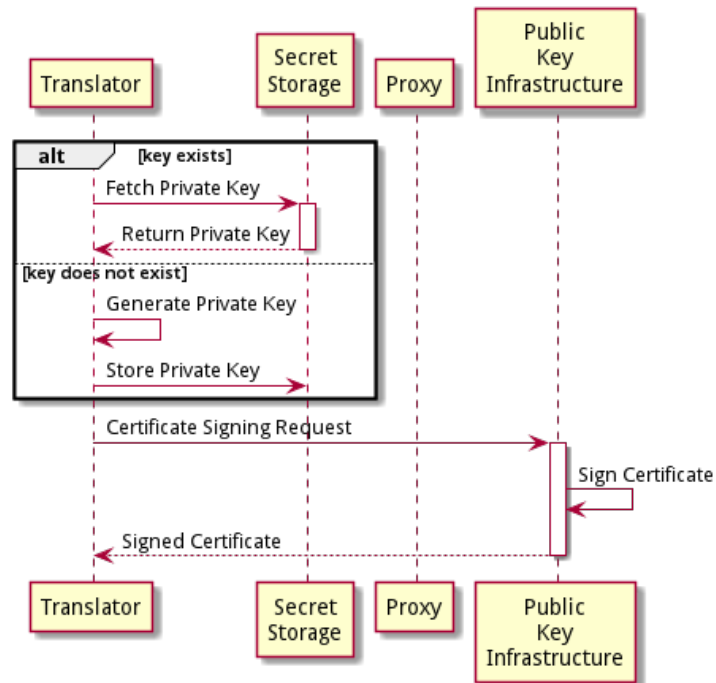 Public
Key
Infrastructure
Secret
Storage
Translator
Proxy
alt
[key exists]
Fetch Private Key
Return Private Key
[key does not exist]
Generate Private Key
Store Private Key
Certificate Signing Request
Sign Certificate
Signed Certificate
Translator
Secret
Storage
Proxy
Public
Key
Infrastructure